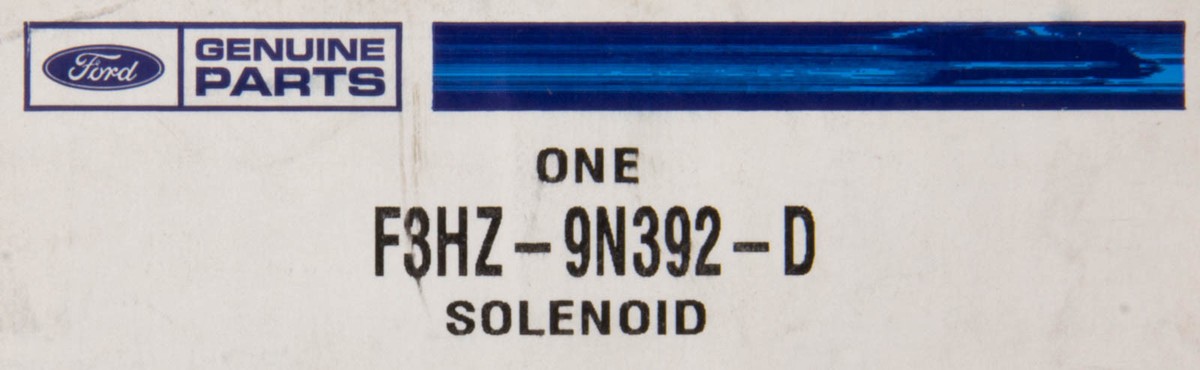 Ford
GENUINE
PARTS
ONE
F3HZ-9N392-D
SOLENOID